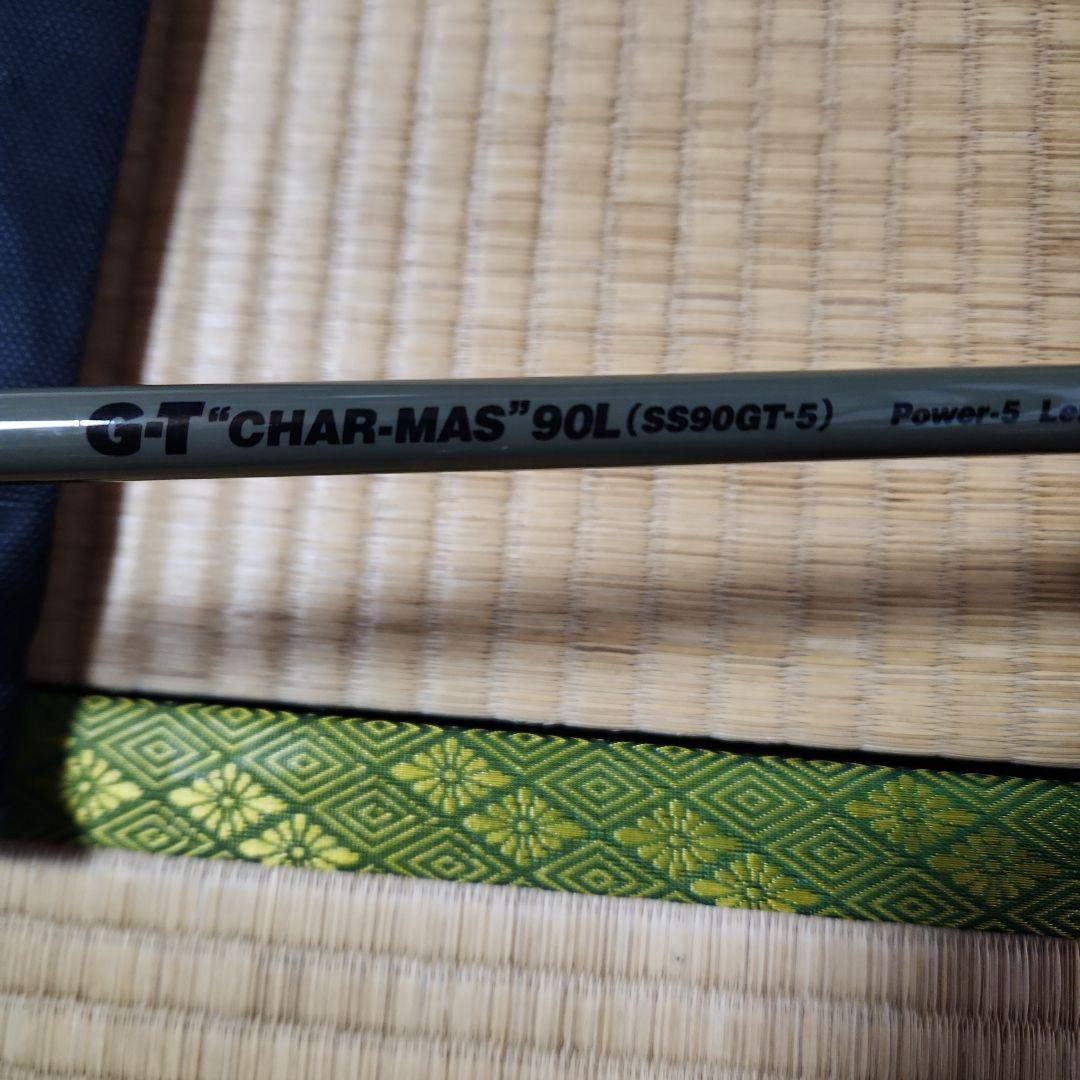 G-T “CHAR-MAS” 90L (SS90GT-5) Power-5